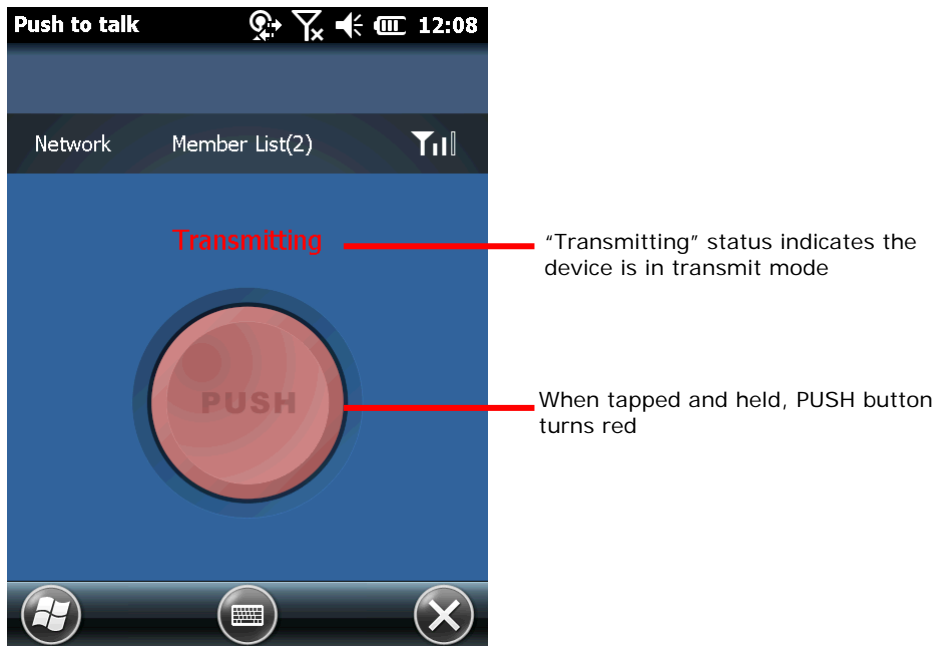 Push to talk 12:08
Network Member List(2)
Transmitting
“Transmitting” status indicates the
device is in transmit mode
PUSH
When tapped and held, PUSH button
turns red